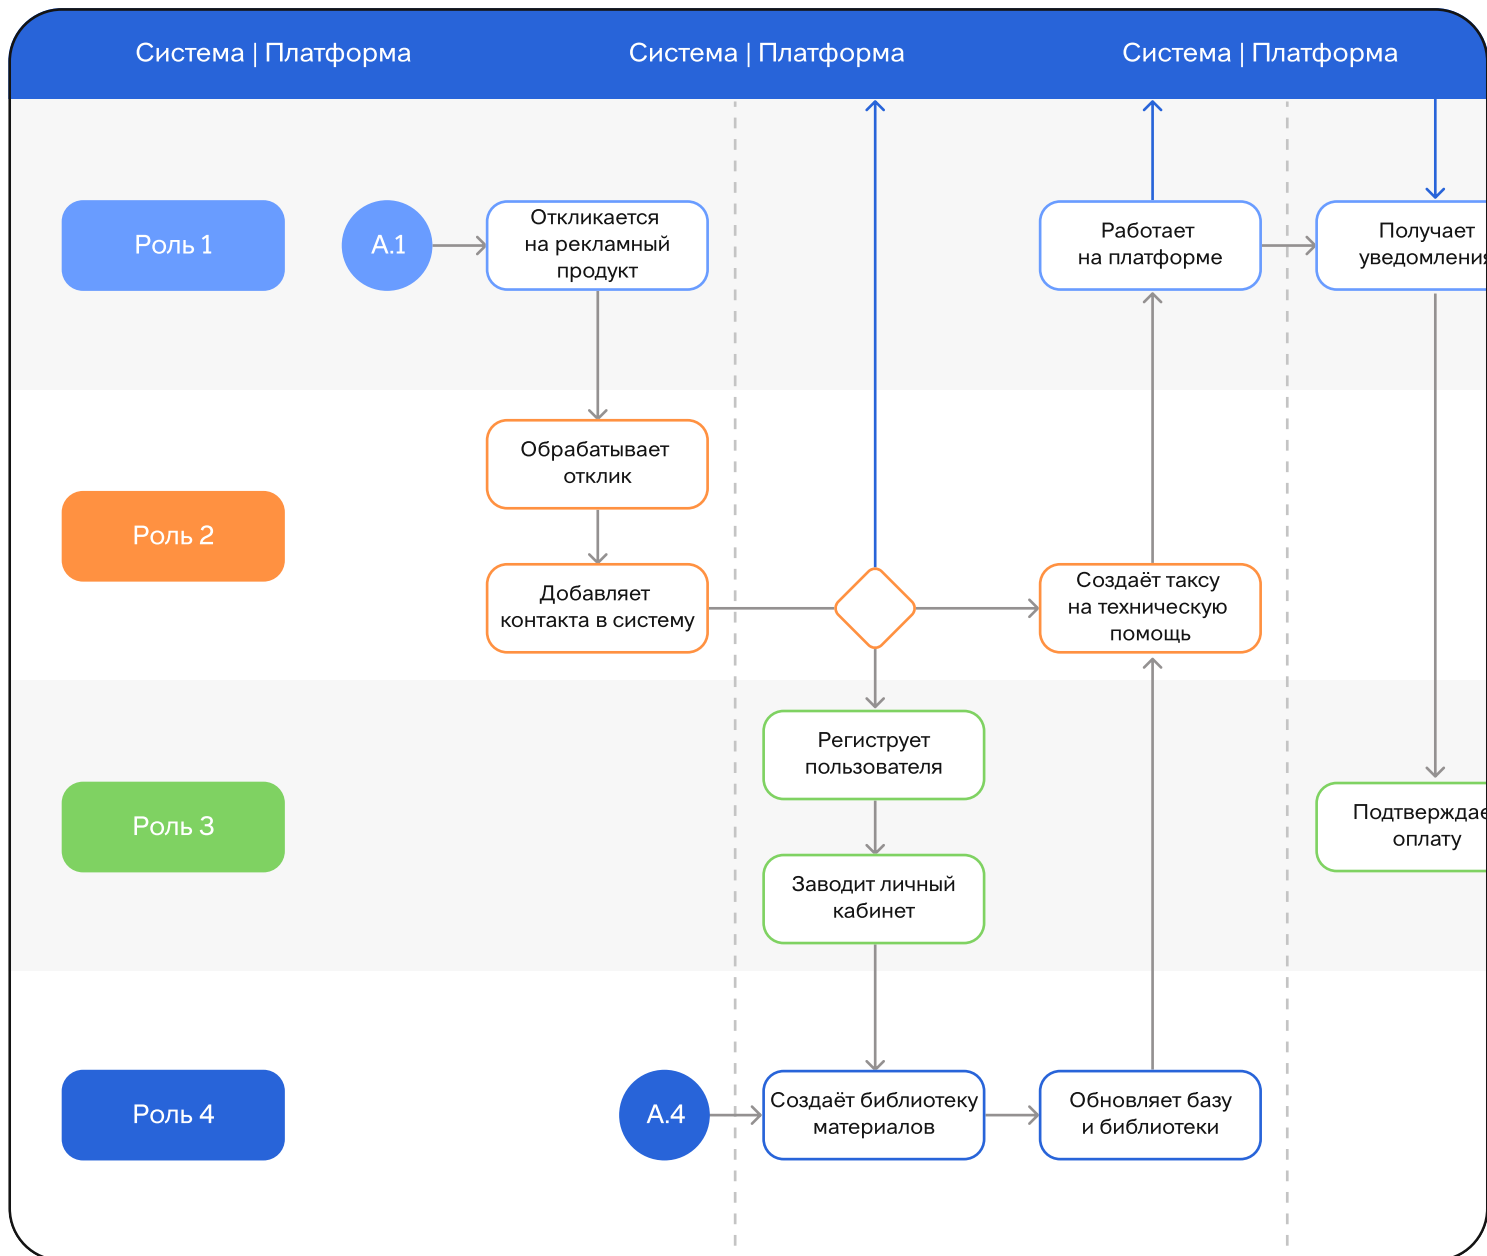 Система | Платформа
Система | Платформа
Система | Платформа
Роль 1
A.1
Откликается
на рекламный
продукт
Работает
на платформе
Получает
Роль 2
Обрабатывает
отклик
Добавляет
контакта в систему
Создаёт таксу
на техническую
помощь
Роль 3
Региструет
пользователя
Заводит личный
кабинет
оплату
Роль 4
A.4
Создаёт библиотеку
материалов
Обновляет базу
и библиотеки